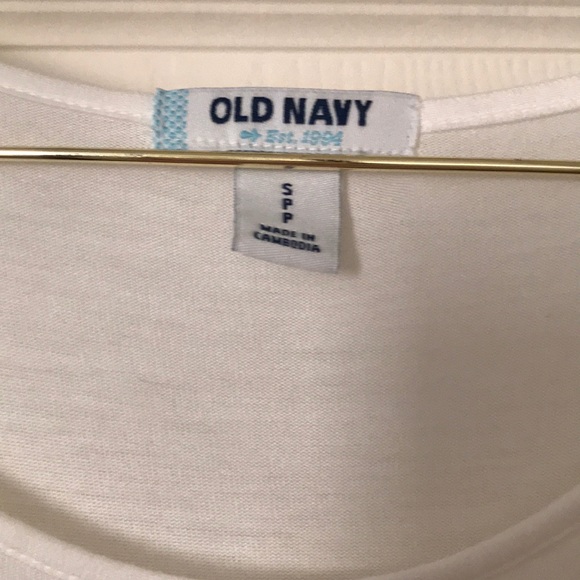 OLD NAVY
Est. 1994
S
P
P
MADE IN
CAMBODIA